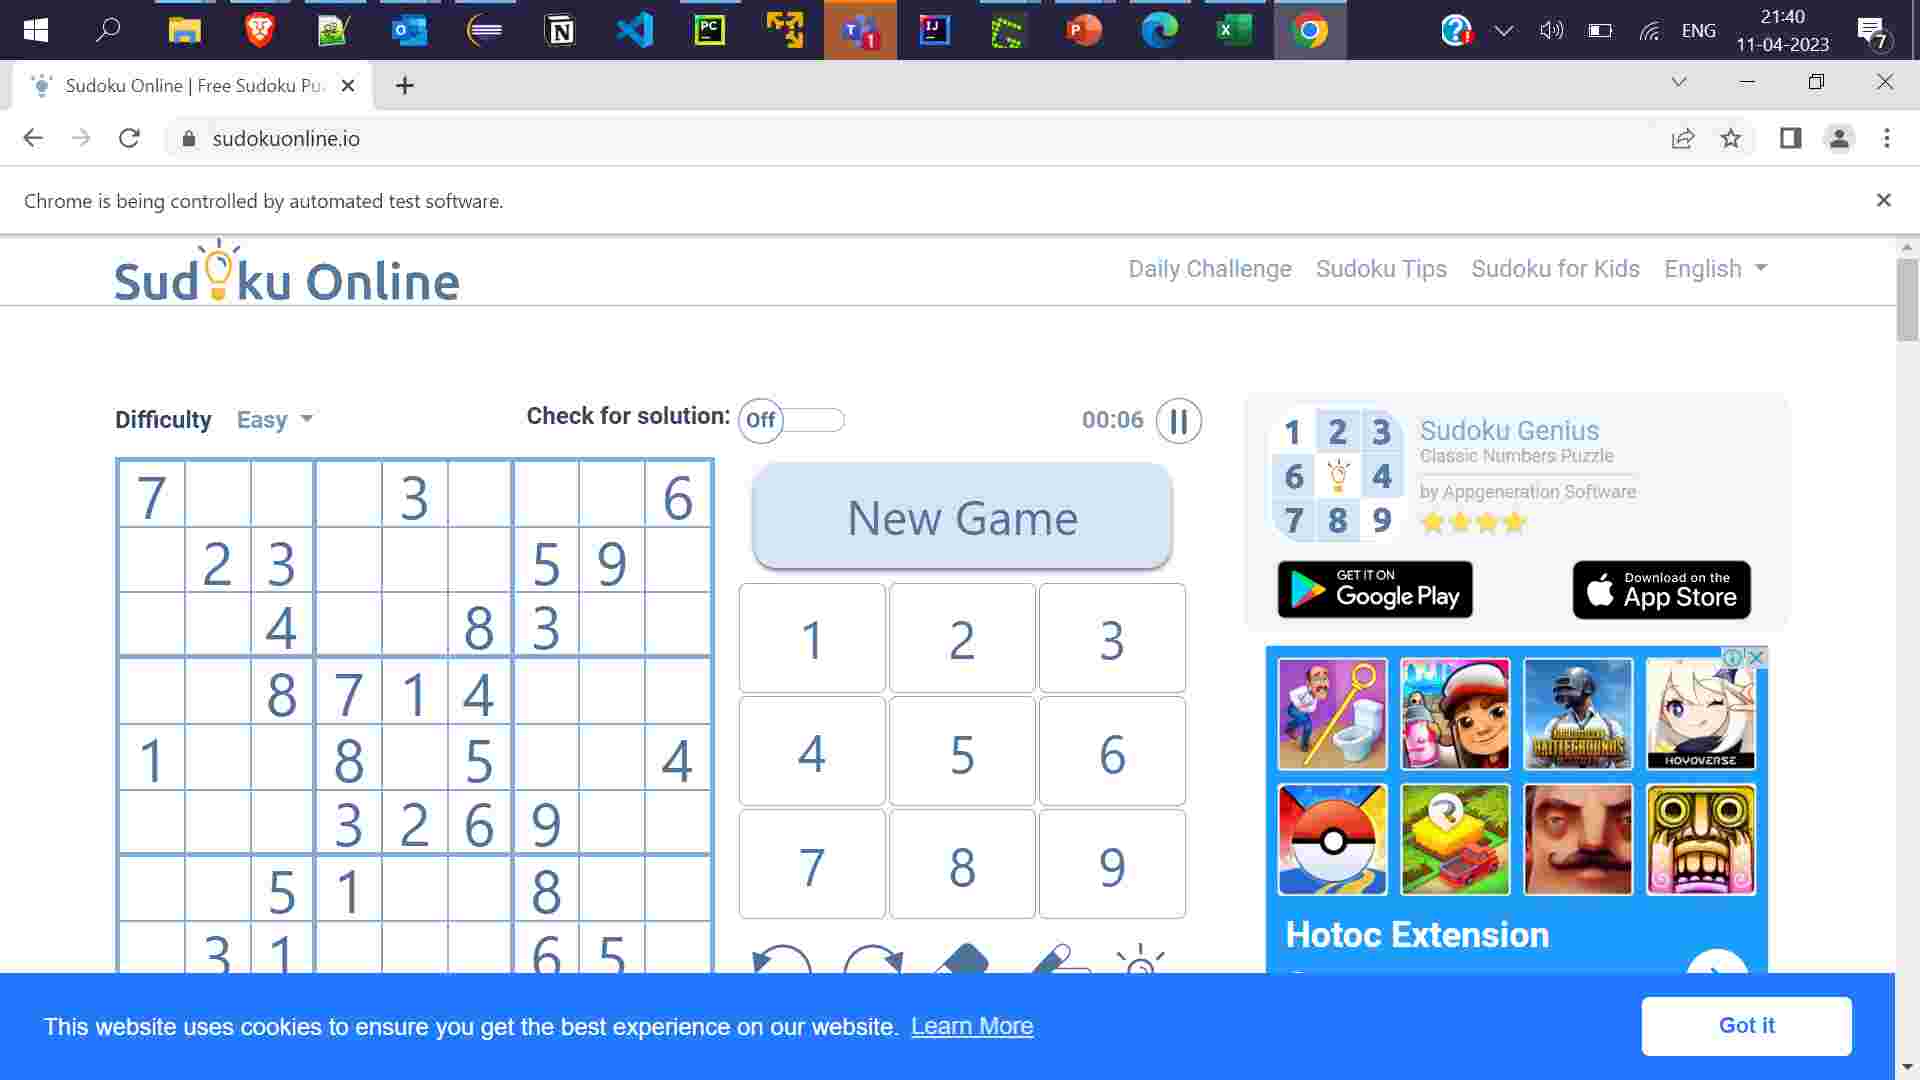 21:40
ENG
11-04-2023
7
Sudoku Online | Free Sudoku Pu
sudokuonline.io
Chrome is being controlled by automated test software.
Sudoku Online
Daily Challenge Sudoku Tips Sudoku for Kids English
Difficulty Easy Check for solution: Off 00:06
7 3 6
2 3 5 9
4 8 3
8 7 1 4
1 8 5 4
3 2 6 9
5 1 8
3 1 6 5
New Game
1 2 3
4 5 6
7 8 9
1 2 3
6 4
7 8 9
Sudoku Genius
Classic Numbers Puzzle
by Appgeneration Software
GET IT ON
Google Play
Download on the
App Store
BATTLEGROUNDS
HOYOVERSE
Hotoc Extension
This website uses cookies to ensure you get the best experience on our website. Learn More
Got it